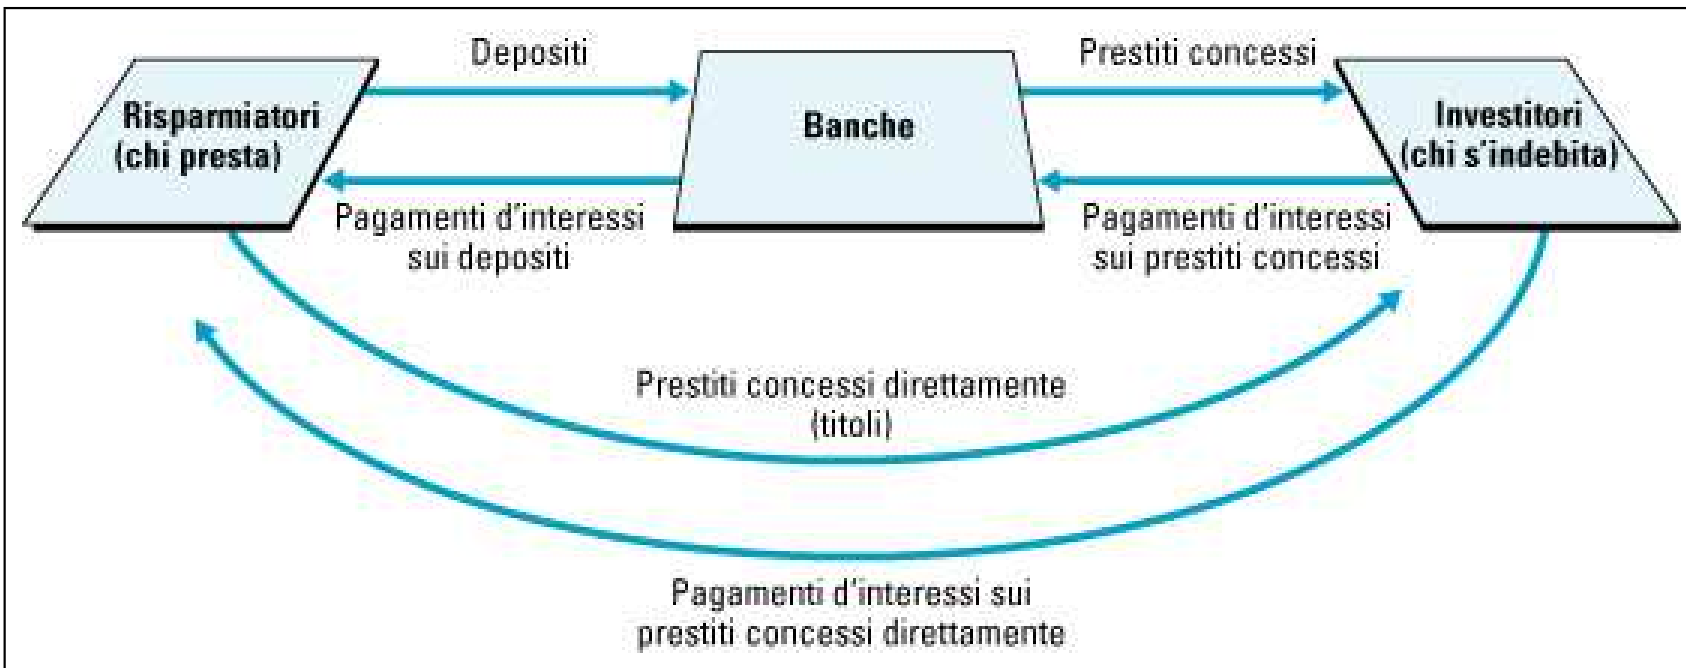 Depositi
Prestiti concessi
Risparmiatori
(chi presta)
Banche
Investitori
(chi s'indebita)
Pagamenti d'interessi
sui depositi
Pagamenti d'interessi
sui prestiti concessi
Prestiti concessi direttamente
(titoli)
Pagamenti d'interessi sui
prestiti concessi direttamente